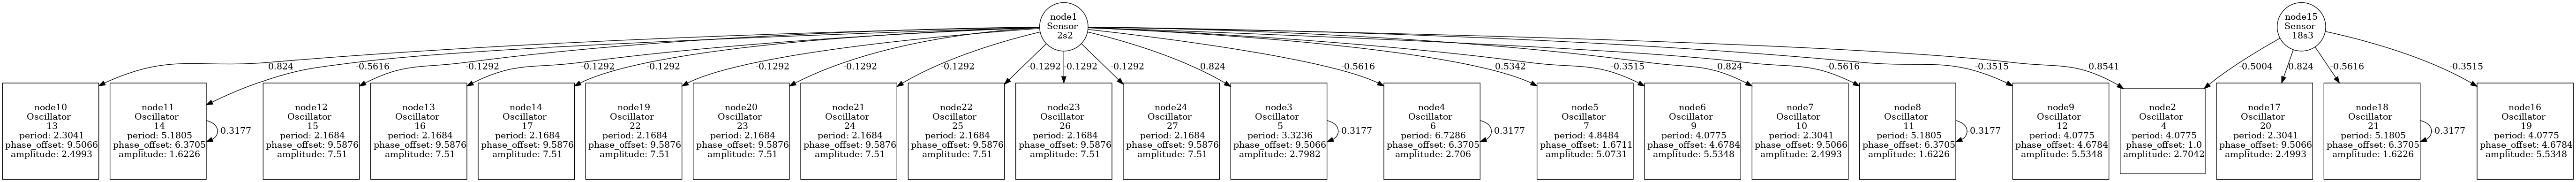 node1
Sensor
2s2
node15
Sensor
18s3
0.824
-0.5616
-0.1292
-0.1292
-0.1292
-0.1292
-0.1292
-0.1292
-0.1292
-0.1292
-0.1292
0.824
-0.5616
0.5342
-0.3515
0.824
-0.5616
-0.3515
0.8541
-0.5004
0.824
-0.5616
-0.3515
node10
Oscillator
13
period: 2.3041
phase_offset: 9.5066
amplitude: 2.4993
node11
Oscillator
14
period: 5.1805
phase_offset: 6.3705
amplitude: 1.6226
-0.3177
node12
Oscillator
15
period: 2.1684
phase_offset: 9.5876
amplitude: 7.51
node13
Oscillator
16
period: 2.1684
phase_offset: 9.5876
amplitude: 7.51
node14
Oscillator
17
period: 2.1684
phase_offset: 9.5876
amplitude: 7.51
node19
Oscillator
22
period: 2.1684
phase_offset: 9.5876
amplitude: 7.51
node20
Oscillator
23
period: 2.1684
phase_offset: 9.5876
amplitude: 7.51
node21
Oscillator
24
period: 2.1684
phase_offset: 9.5876
amplitude: 7.51
node22
Oscillator
25
period: 2.1684
phase_offset: 9.5876
amplitude: 7.51
node23
Oscillator
26
period: 2.1684
phase_offset: 9.5876
amplitude: 7.51
node24
Oscillator
27
period: 2.1684
phase_offset: 9.5876
amplitude: 7.51
node3
Oscillator
5
period: 3.3236
phase_offset: 9.5066
amplitude: 2.7982
-0.3177
node4
Oscillator
6
period: 6.7286
phase_offset: 6.3705
amplitude: 2.706
-0.3177
node5
Oscillator
7
period: 4.8484
phase_offset: 1.6711
amplitude: 5.0731
node6
Oscillator
9
period: 4.0775
phase_offset: 4.6784
amplitude: 5.5348
node7
Oscillator
10
period: 2.3041
phase_offset: 9.5066
amplitude: 2.4993
node8
Oscillator
11
period: 5.1805
phase_offset: 6.3705
amplitude: 1.6226
-0.3177
node9
Oscillator
12
period: 4.0775
phase_offset: 4.6784
amplitude: 5.5348
node2
Oscillator
4
period: 4.0775
phase_offset: 1.0
amplitude: 2.7042
node17
Oscillator
20
period: 2.3041
phase_offset: 9.5066
amplitude: 2.4993
node18
Oscillator
21
period: 5.1805
phase_offset: 6.3705
amplitude: 1.6226
-0.3177
node16
Oscillator
19
period: 4.0775
phase_offset: 4.6784
amplitude: 5.5348